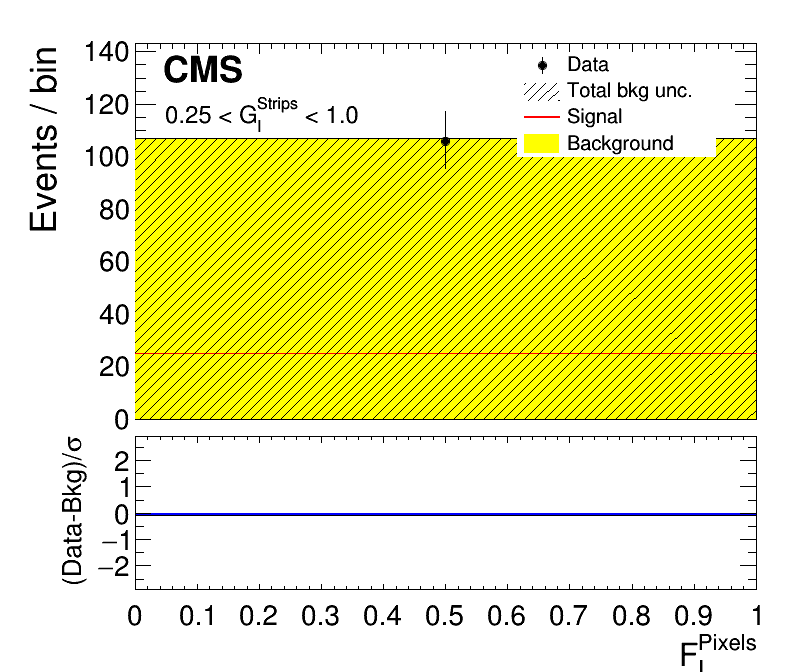 Events / bin
140
120
100
80
60
40
20
0
CMS
0.25 < G_I^Strips < 1.0
Data
Total bkg unc.
Signal
Background
(Data-Bkg)/σ
2
1
0
−1
−2
0 0.1 0.2 0.3 0.4 0.5 0.6 0.7 0.8 0.9 1
F_I^Pixels